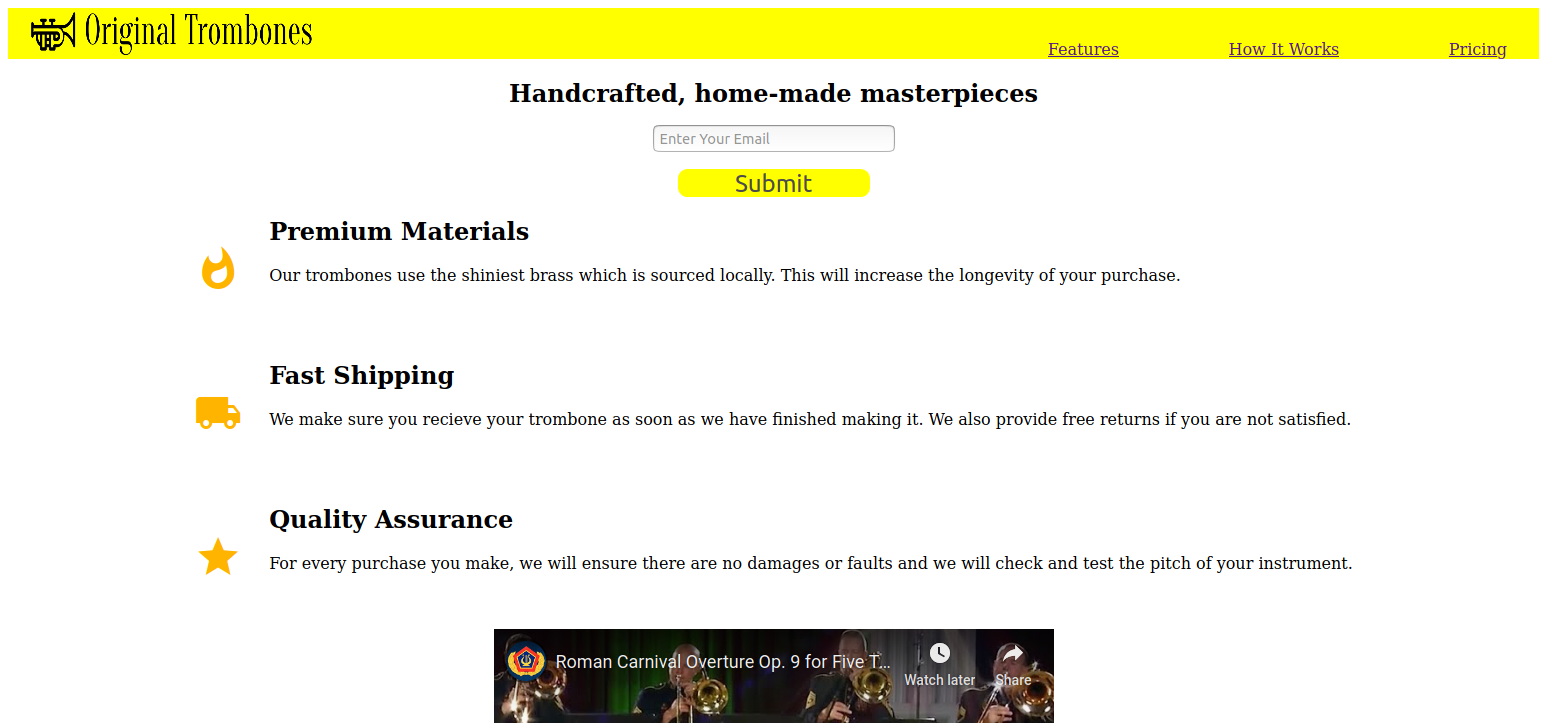 Original Trombones
Features
How It Works
Pricing
Handcrafted, home-made masterpieces
Enter Your Email
Submit
Premium Materials
Our trombones use the shiniest brass which is sourced locally. This will increase the longevity of your purchase.
Fast Shipping
We make sure you recieve your trombone as soon as we have finished making it. We also provide free returns if you are not satisfied.
Quality Assurance
For every purchase you make, we will ensure there are no damages or faults and we will check and test the pitch of your instrument.
Roman Carnival Overture Op. 9 for Five T...
Watch later
Share